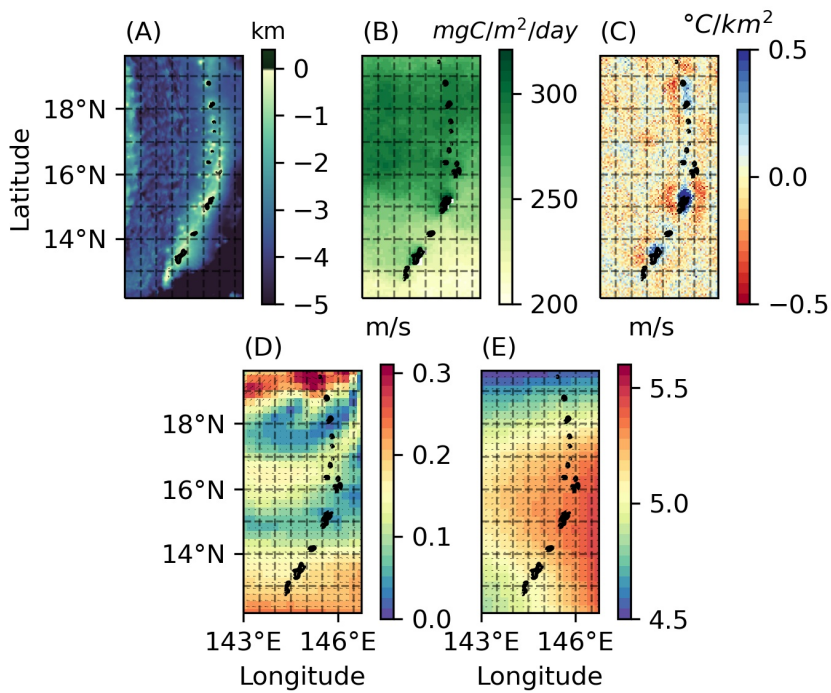 (A)
km
0
−1
−2
−3
−4
−5
Latitude
18°N
16°N
14°N
(B)
mgC/m²/day
300
250
200
(C)
°C/km²
0.5
0.0
−0.5
(D)
m/s
0.3
0.2
0.1
0.0
18°N
16°N
14°N
143°E
146°E
Longitude
(E)
m/s
5.5
5.0
4.5
143°E
146°E
Longitude